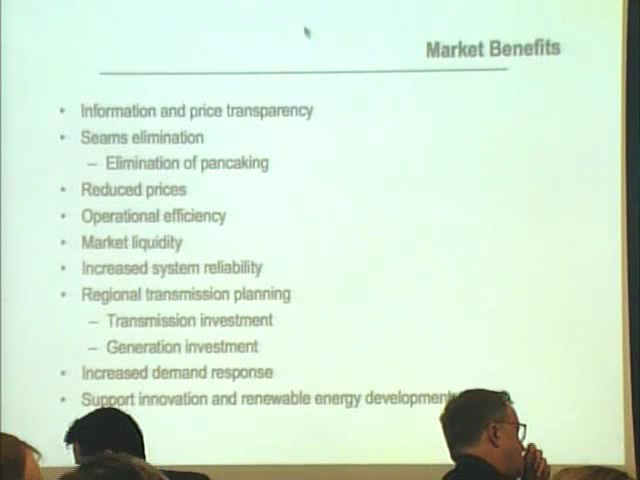 Market Benefits
• Information and price transparency
• Seams elimination
– Elimination of pancaking
• Reduced prices
• Operational efficiency
• Market liquidity
• Increased system reliability
• Regional transmission planning
– Transmission investment
– Generation investment
• Increased demand response
• Support innovation and renewable energy development